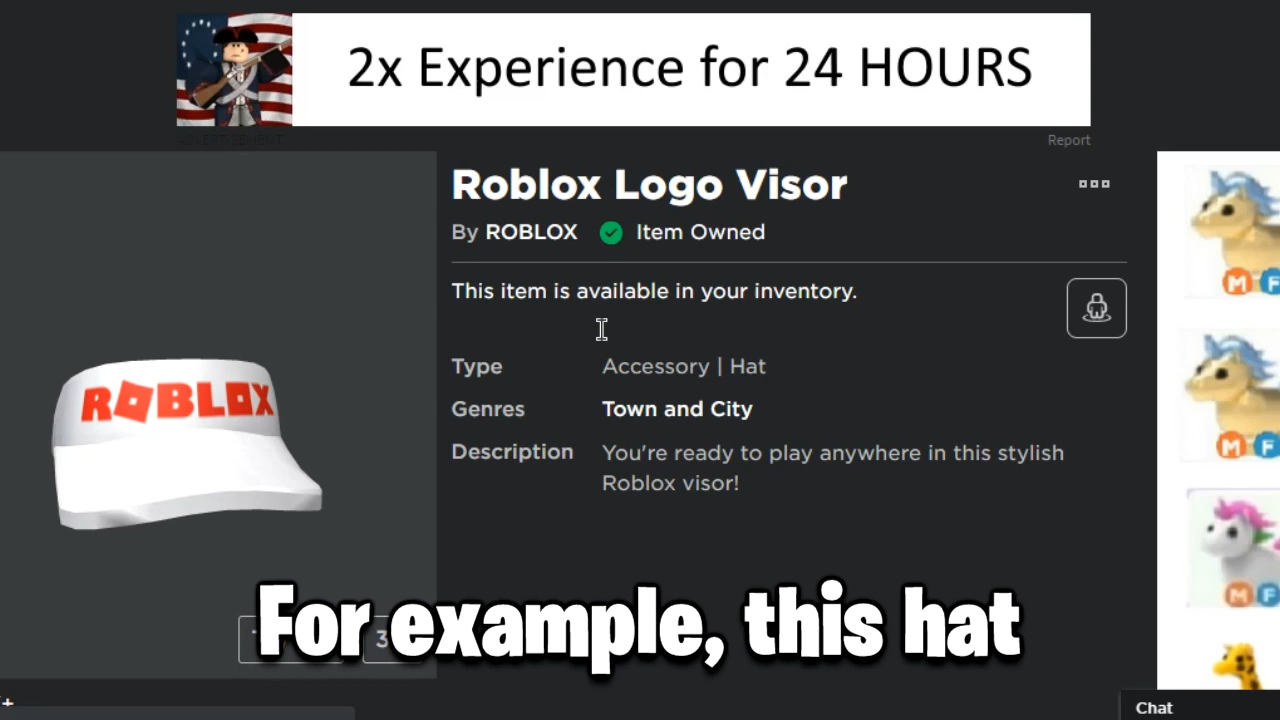 2x Experience for 24 HOURS
ADVERTISEMENT
Report
Roblox Logo Visor
By ROBLOX Item Owned
This item is available in your inventory.
Type Accessory | Hat
Genres Town and City
Description You're ready to play anywhere in this stylish
Roblox visor!
ROBLOX
M F
M F
M F
For example, this hat
Chat